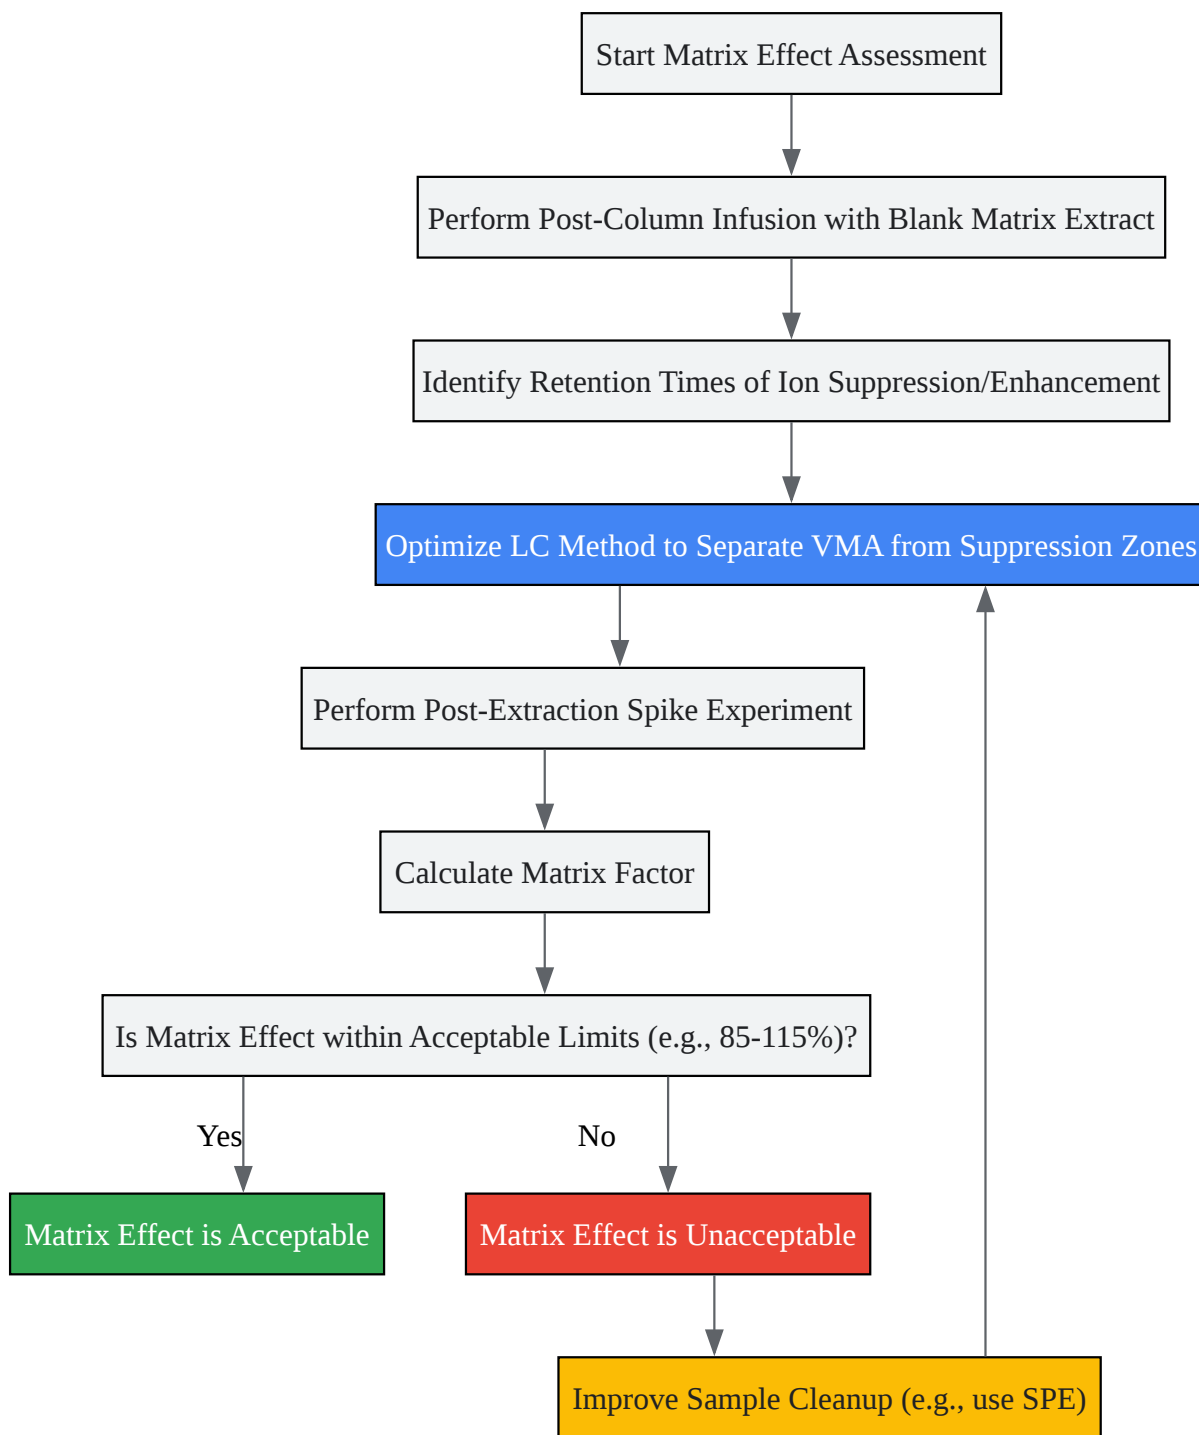 Start Matrix Effect Assessment
Perform Post-Column Infusion with Blank Matrix Extract
Identify Retention Times of Ion Suppression/Enhancement
Optimize LC Method to Separate VMA from Suppression Zones
Perform Post-Extraction Spike Experiment
Calculate Matrix Factor
Is Matrix Effect within Acceptable Limits (e.g., 85-115%)?
Yes
No
Matrix Effect is Acceptable
Matrix Effect is Unacceptable
Improve Sample Cleanup (e.g., use SPE)